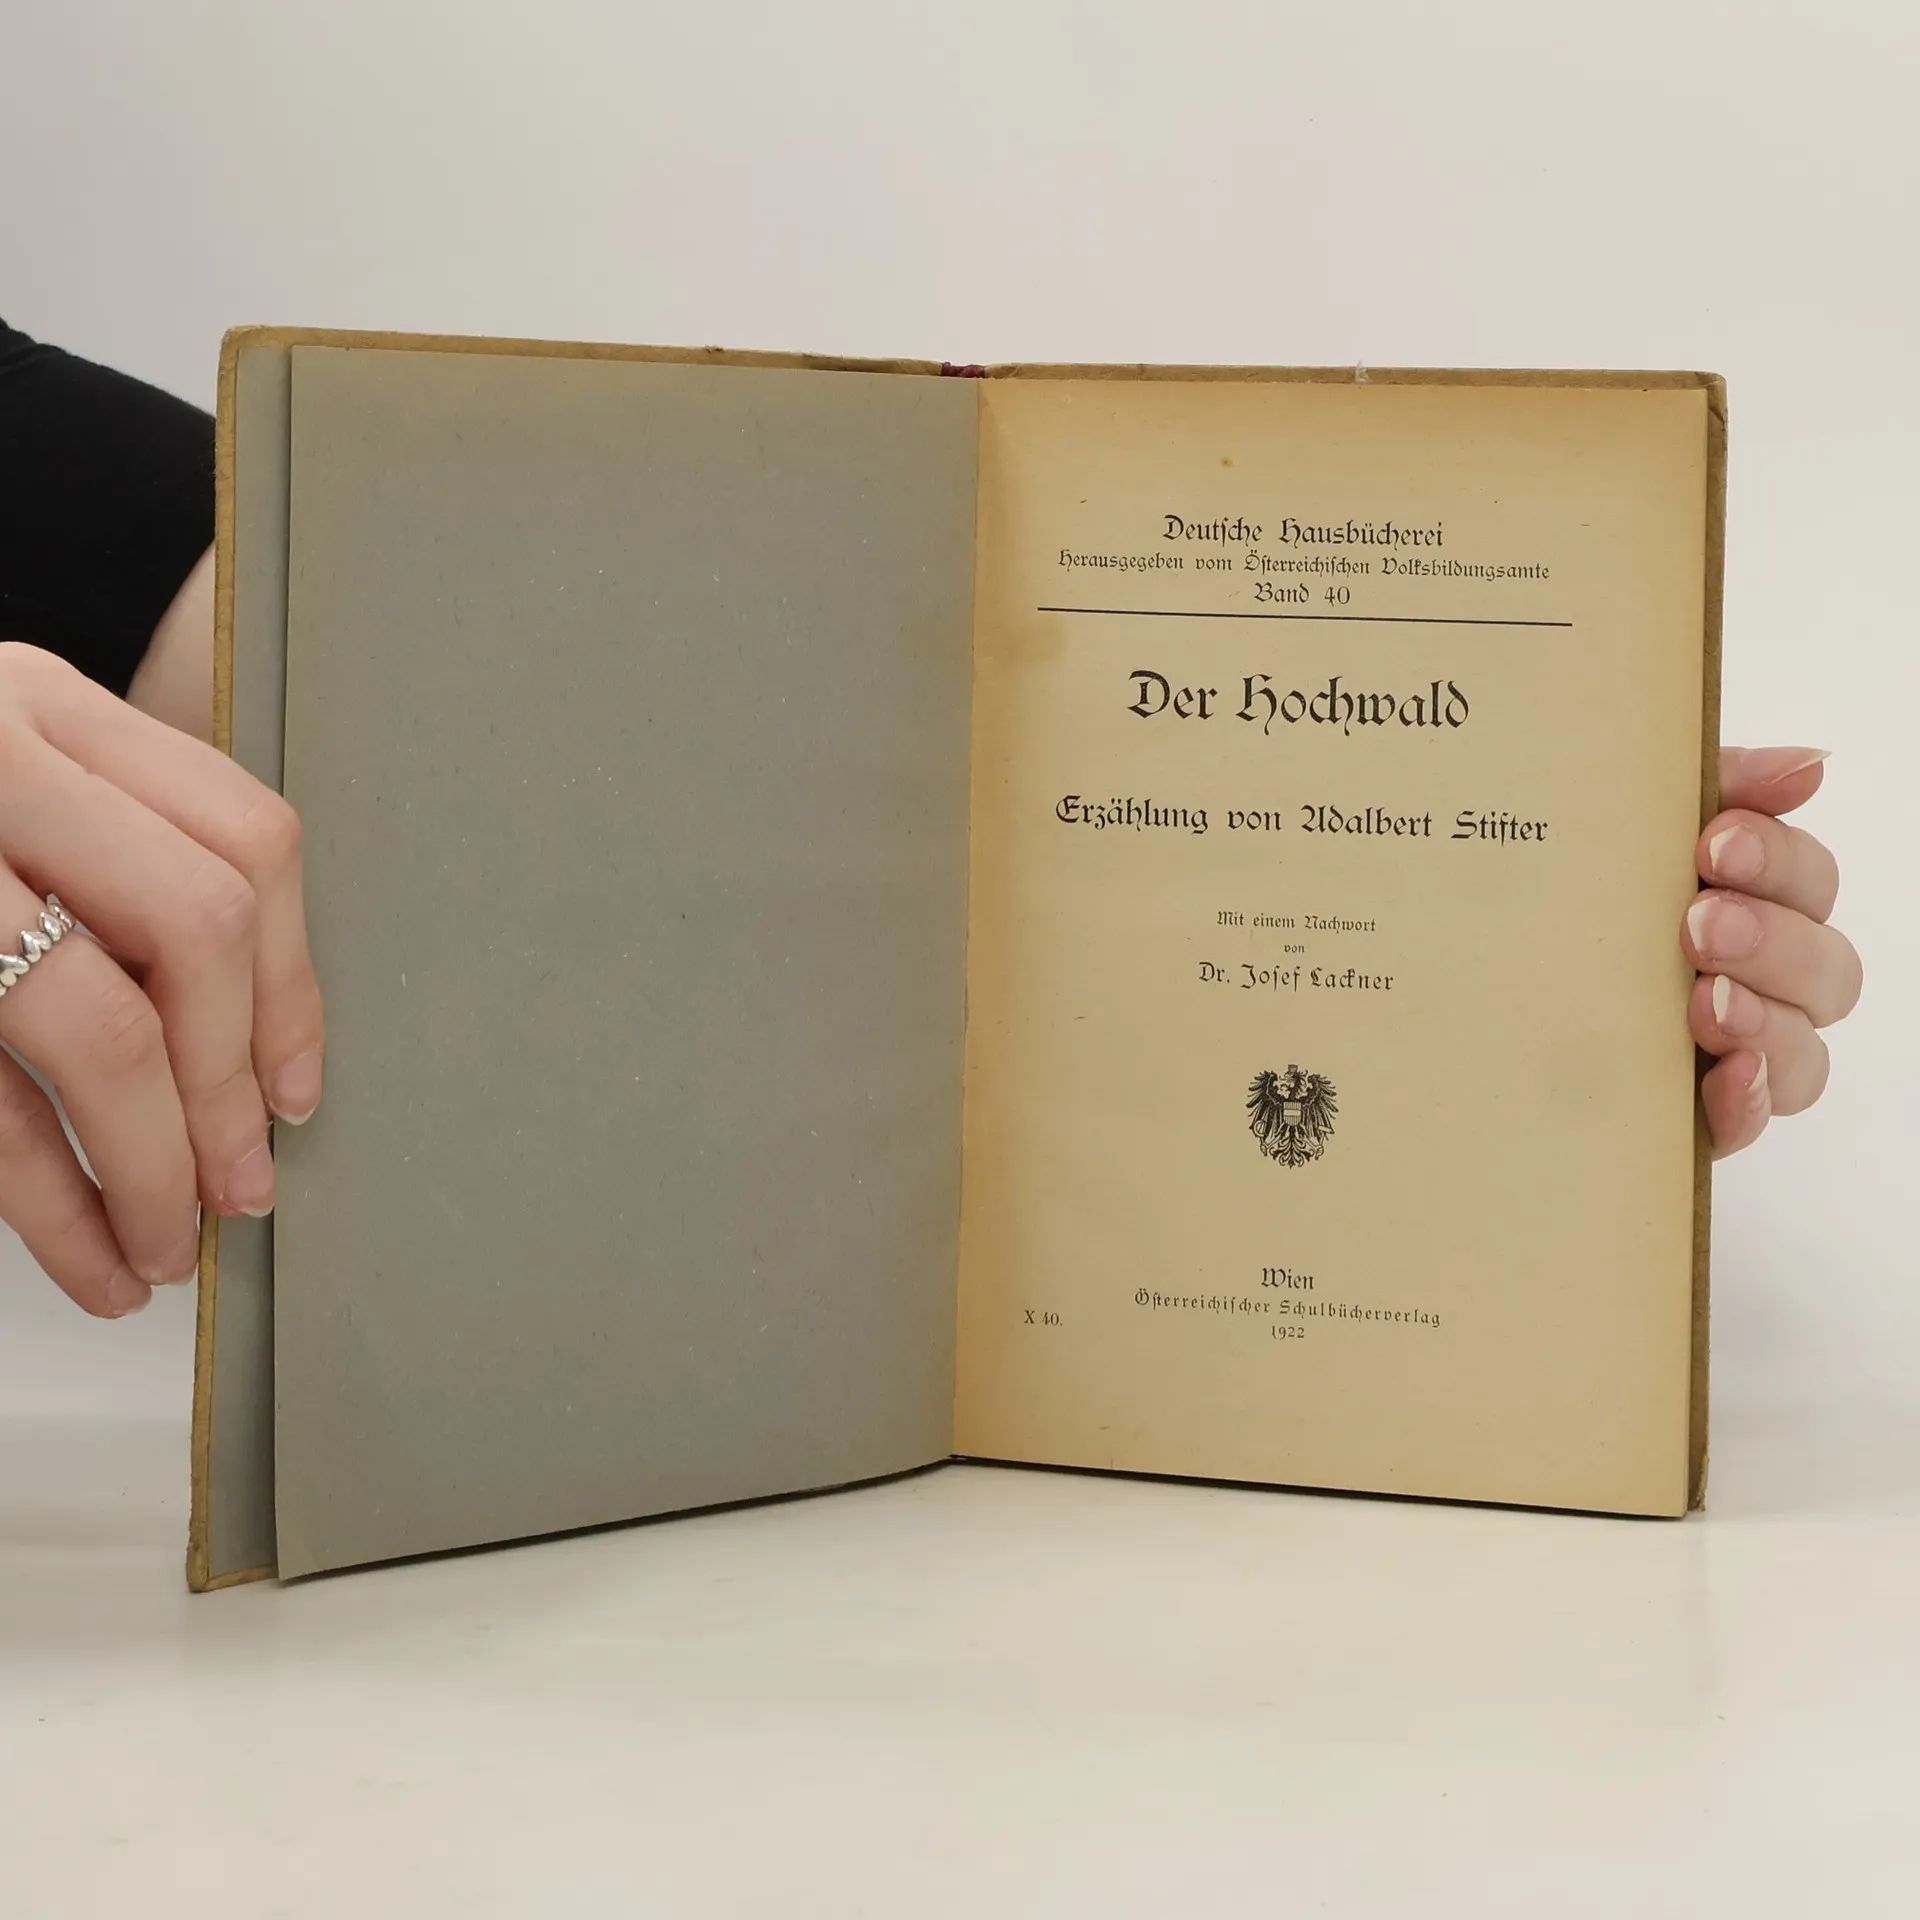 Deutſche Hausbücherei
Herausgegeben vom Öſterreichiſchen Volksbildungsamte
Band 40
Der Hochwald
Erzählung von Adalbert Stifter
Mit einem Nachwort
von
Dr. Joſef Lackner
Wien
Öſterreichiſcher Schulbücherverlag
1922
X 40.